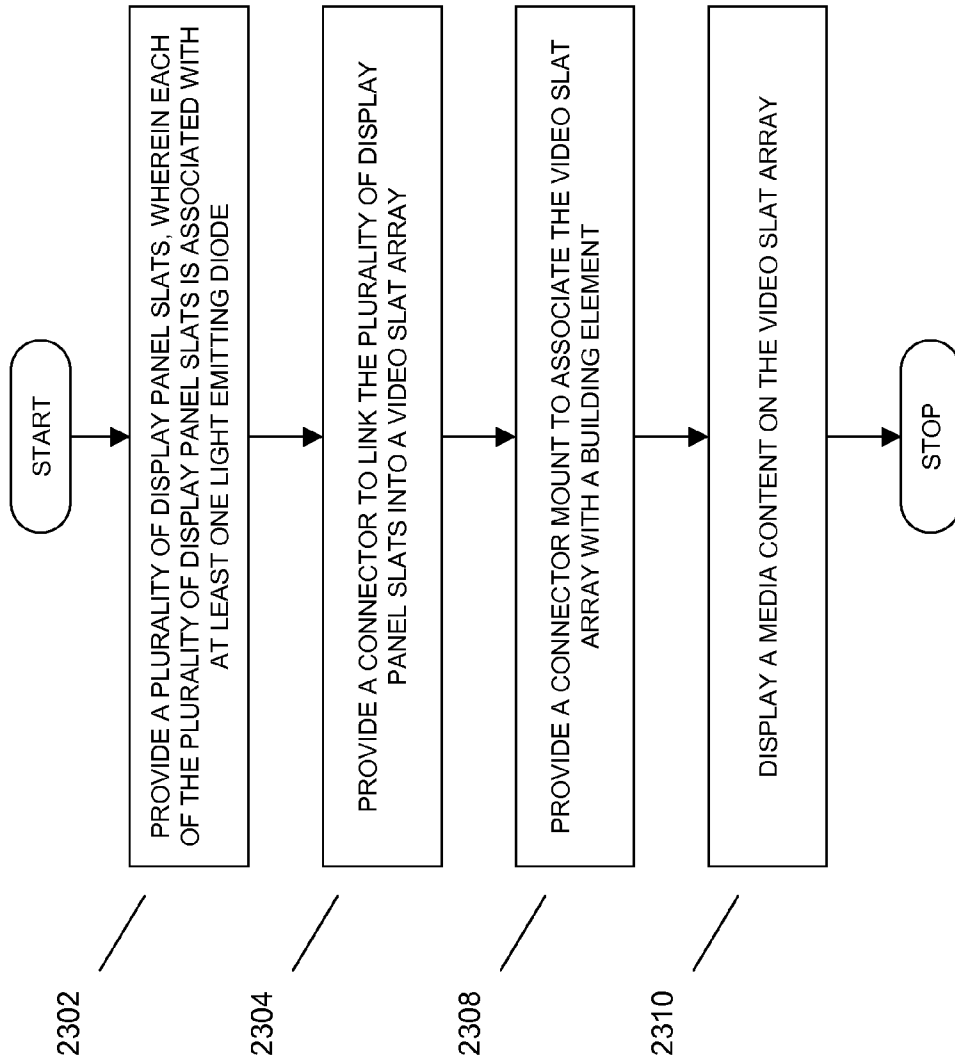 START
2302
PROVIDE A PLURALITY OF DISPLAY PANEL SLATS, WHEREIN EACH
OF THE PLURALITY OF DISPLAY PANEL SLATS IS ASSOCIATED WITH
AT LEAST ONE LIGHT EMITTING DIODE
2304
PROVIDE A CONNECTOR TO LINK THE PLURALITY OF DISPLAY
PANEL SLATS INTO A VIDEO SLAT ARRAY
2308
PROVIDE A CONNECTOR MOUNT TO ASSOCIATE THE VIDEO SLAT
ARRAY WITH A BUILDING ELEMENT
2310
DISPLAY A MEDIA CONTENT ON THE VIDEO SLAT ARRAY
STOP